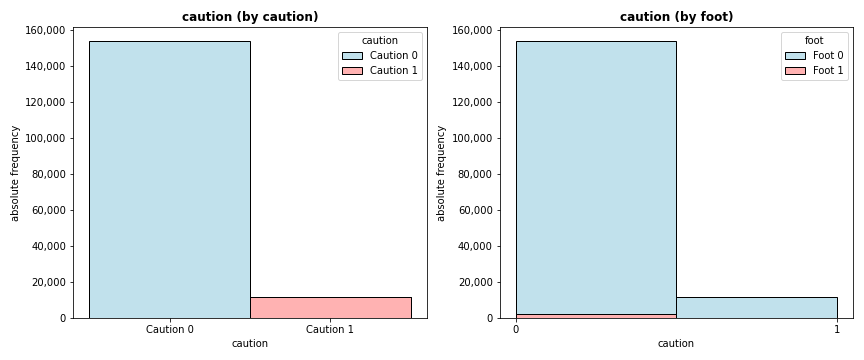 caution (by caution)
160,000
140,000
120,000
100,000
80,000
60,000
40,000
20,000
0
absolute frequency
caution
Caution 0
Caution 1
Caution 0
Caution 1
caution
caution (by foot)
160,000
140,000
120,000
100,000
80,000
60,000
40,000
20,000
0
absolute frequency
foot
Foot 0
Foot 1
0
1
caution